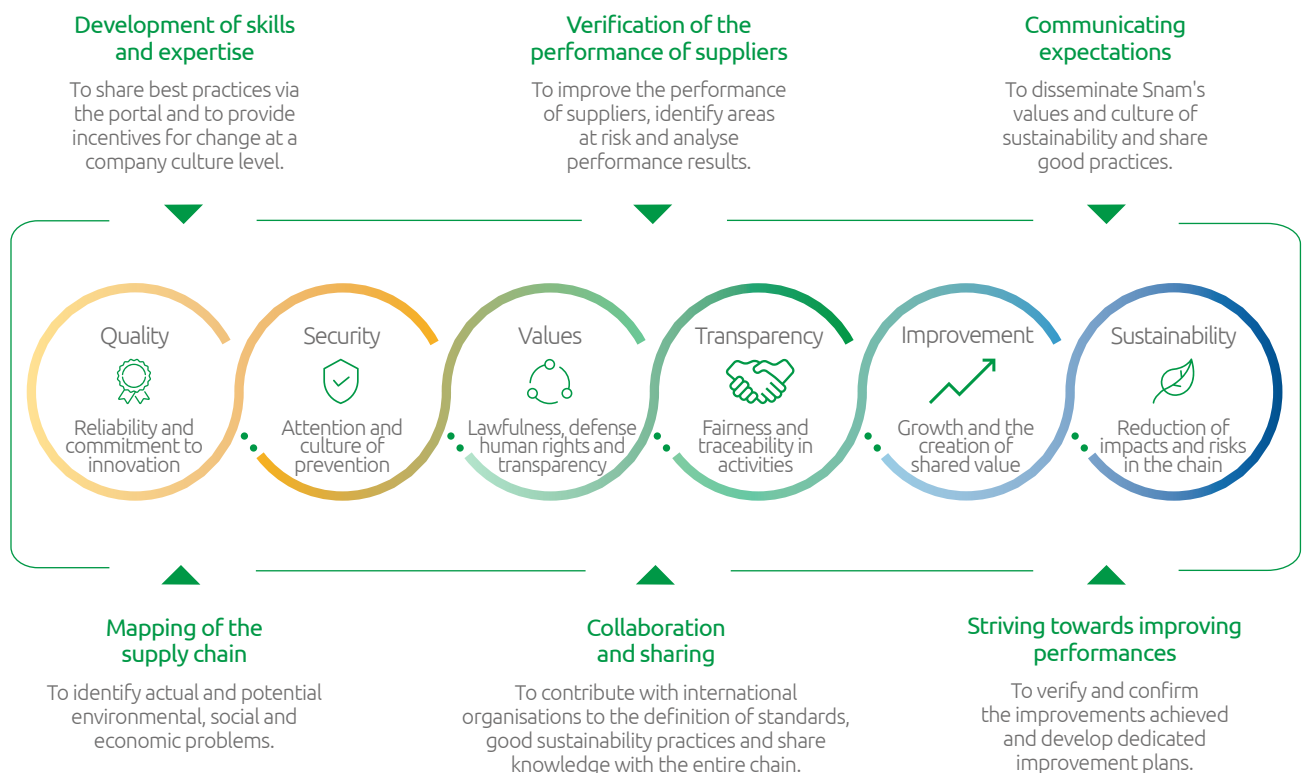 Development of skills
and expertise
To share best practices via
the portal and to provide
incentives for change at a
company culture level.
Verification of the
performance of suppliers
To improve the performance
of suppliers, identify areas
at risk and analyse
performance results.
Communicating
expectations
To disseminate Snam's
values and culture of
sustainability and share
good practices.
Quality
Reliability and
commitment to
innovation
Security
Attention and
culture of
prevention
Values
Lawfulness, defense
human rights and
transparency
Transparency
Fairness and
traceability in
activities
Improvement
Growth and the
creation of
shared value
Sustainability
Reduction of
impacts and risks
in the chain
Mapping of the
supply chain
To identify actual and potential
environmental, social and
economic problems.
Collaboration
and sharing
To contribute with international
organisations to the definition of standards,
good sustainability practices and share
knowledge with the entire chain.
Striving towards improving
performances
To verify and confirm
the improvements achieved
and develop dedicated
improvement plans.